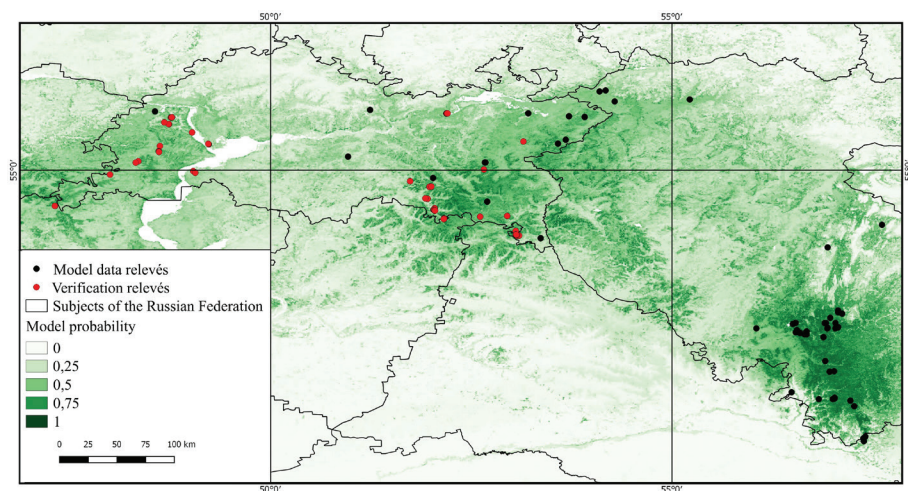 50°0' 55°0'
55°0' 55°0'
Model data relevés
Verification relevés
Subjects of the Russian Federation
Model probability
0
0,25
0,5
0,75
1
0 25 50 75 100 km
50°0' 55°0'